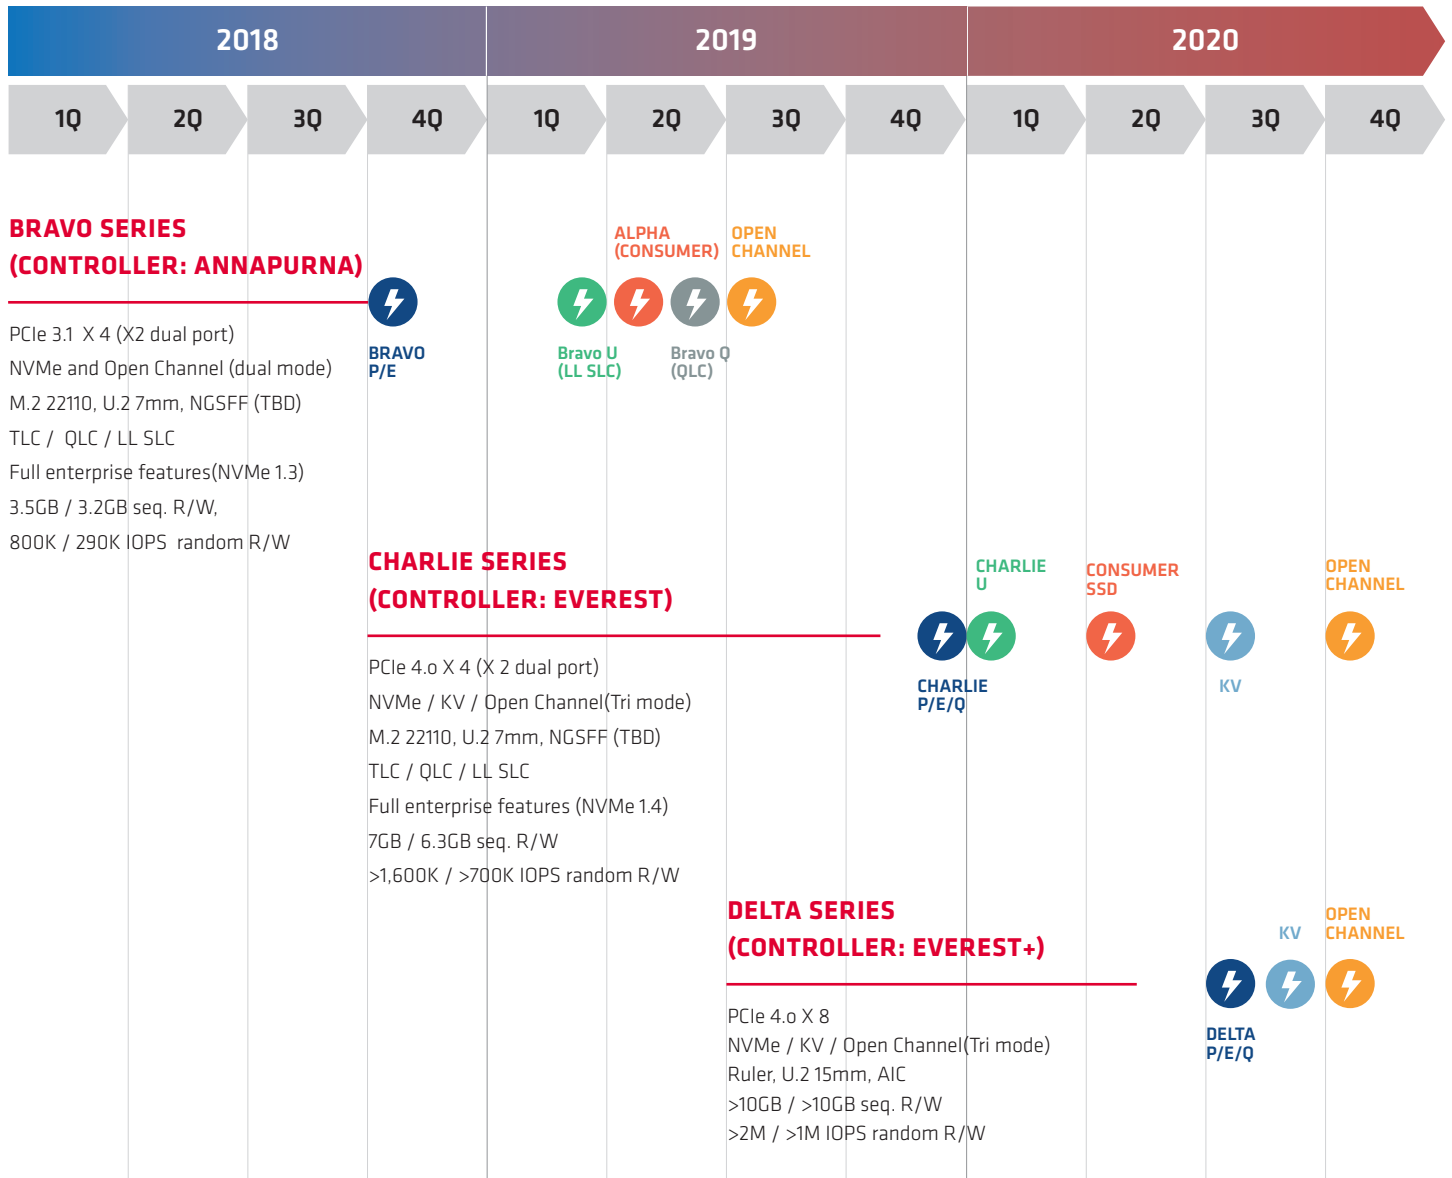 2018
2019
2020
1Q
2Q
3Q
4Q
1Q
2Q
3Q
4Q
1Q
2Q
3Q
4Q
BRAVO SERIES
(CONTROLLER: ANNAPURNA)
PCIe 3.1 X 4 (X2 dual port)
NVMe and Open Channel (dual mode)
M.2 22110, U.2 7mm, NGSFF (TBD)
TLC / QLC / LL SLC
Full enterprise features(NVMe 1.3)
3.5GB / 3.2GB seq. R/W,
800K / 290K IOPS random R/W
BRAVO
P/E
Bravo U
(LL SLC)
ALPHA
(CONSUMER)
Bravo Q
(QLC)
OPEN
CHANNEL
CHARLIE SERIES
(CONTROLLER: EVEREST)
PCIe 4.0 X 4 (X 2 dual port)
NVMe / KV / Open Channel(Tri mode)
M.2 22110, U.2 7mm, NGSFF (TBD)
TLC / QLC / LL SLC
Full enterprise features (NVMe 1.4)
7GB / 6.3GB seq. R/W
>1,600K / >700K IOPS random R/W
CHARLIE
P/E/Q
CHARLIE
U
CONSUMER
SSD
KV
OPEN
CHANNEL
DELTA SERIES
(CONTROLLER: EVEREST+)
PCIe 4.0 X 8
NVMe / KV / Open Channel(Tri mode)
Ruler, U.2 15mm, AIC
>10GB / >10GB seq. R/W
>2M / >1M IOPS random R/W
DELTA
P/E/Q
KV
OPEN
CHANNEL